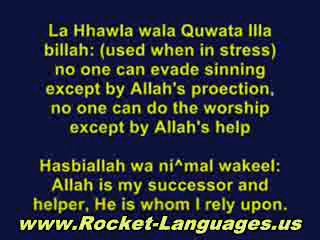 La Hhawla wala Quwata Illa
billah: (used when in stress)
no one can evade sinning
except by Allah's proection,
no one can do the worship
except by Allah's help
Hasbiallah wa ni^mal wakeel:
Allah is my successor and
helper, He is whom I rely upon.
www.Rocket-Languages.us